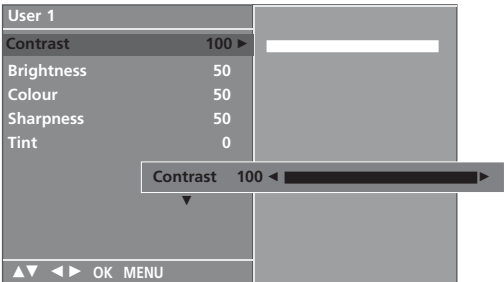 User 1
Contrast 100 ►
Brightness 50
Colour 50
Sharpness 50
Tint 0
Contrast 100 ◄ ►
▼
▲▼ ◄► OK MENU